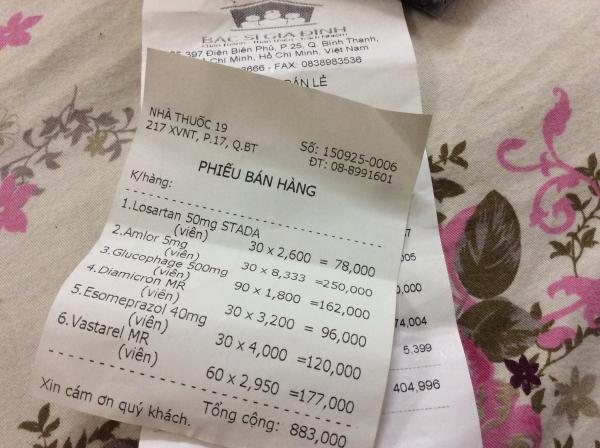 BÁC SĨ GIA ĐÌNH
397 Điện Biên Phủ, P.25, Q. Bình Thạnh,
Chí Minh, Hồ Chí Minh, Việt Nam
8666 - FAX: 0838983536
BÁN LẺ
NHÀ THUỐC 19
217 XVNT, P.17, Q.BT
Số: 150925-0006
ĐT: 08-8991601
PHIẾU BÁN HÀNG
K/hàng:
1.Losartan 50mg STADA
(viên) 30 x 2,600 = 78,000
2.Amlor 5mg
(viên) 30 x 8,333 =250,000
3.Glucophage 500mg
(viên) 90 x 1,800 =162,000
4.Diamicron MR
(viên) 30 x 3,200 = 96,000
5.Esomeprazol 40mg
(viên) 30 x 4,000 =120,000
6.Vastarel MR
(viên) 60 x 2,950 =177,000
Tổng cộng: 883,000
Xin cám ơn quý khách.
005
0,000
74,004
5,399
404,996